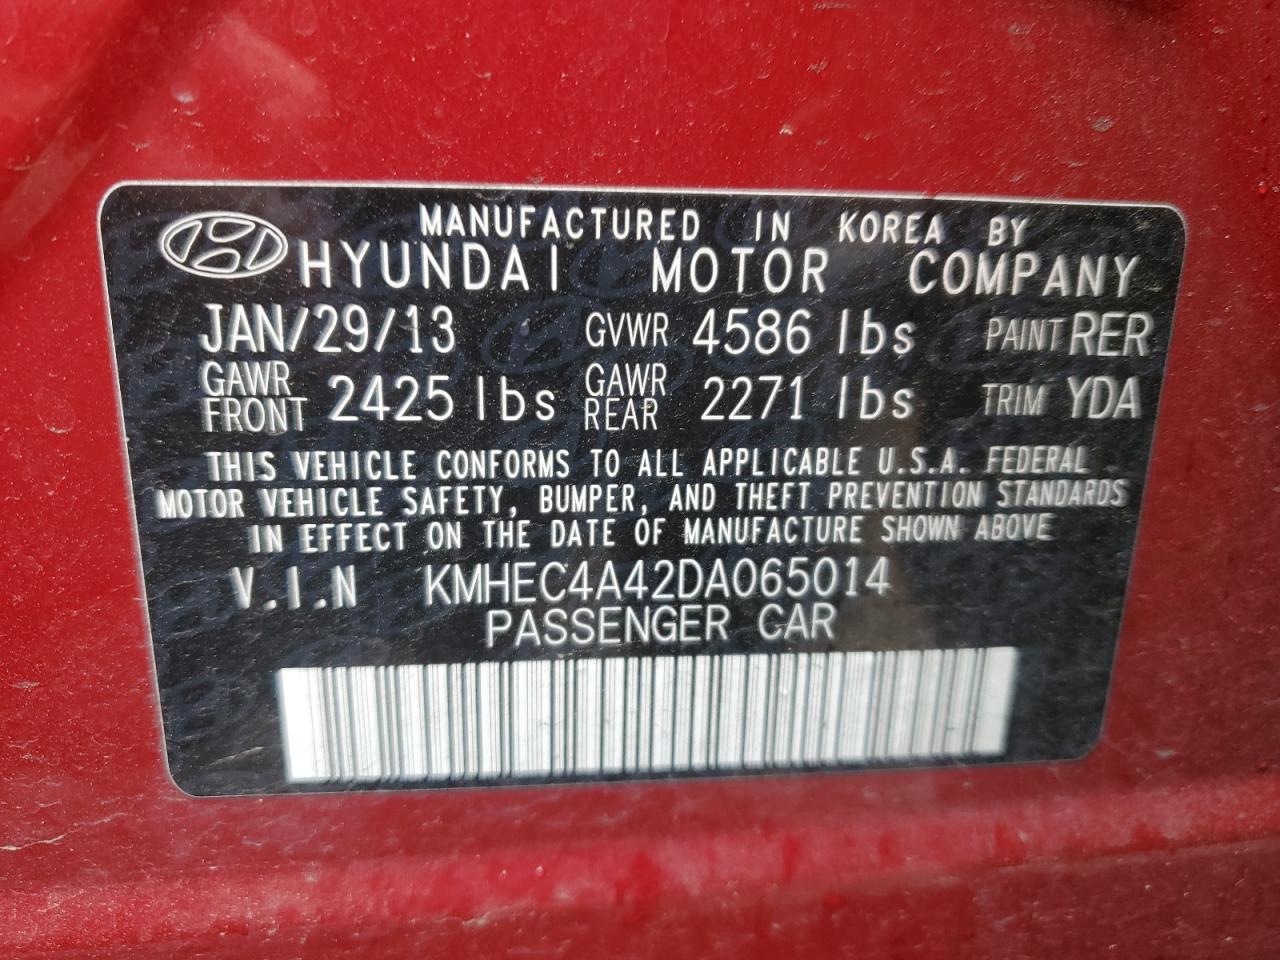 MANUFACTURED IN KOREA BY
HYUNDAI MOTOR COMPANY
JAN/29/13 GVWR 4586 lbs PAINT RER
GAWR FRONT 2425 lbs GAWR REAR 2271 lbs TRIM YDA
THIS VEHICLE CONFORMS TO ALL APPLICABLE U.S.A. FEDERAL
MOTOR VEHICLE SAFETY, BUMPER, AND THEFT PREVENTION STANDARDS
IN EFFECT ON THE DATE OF MANUFACTURE SHOWN ABOVE
V.I.N KMHEC4A42DA065014
PASSENGER CAR